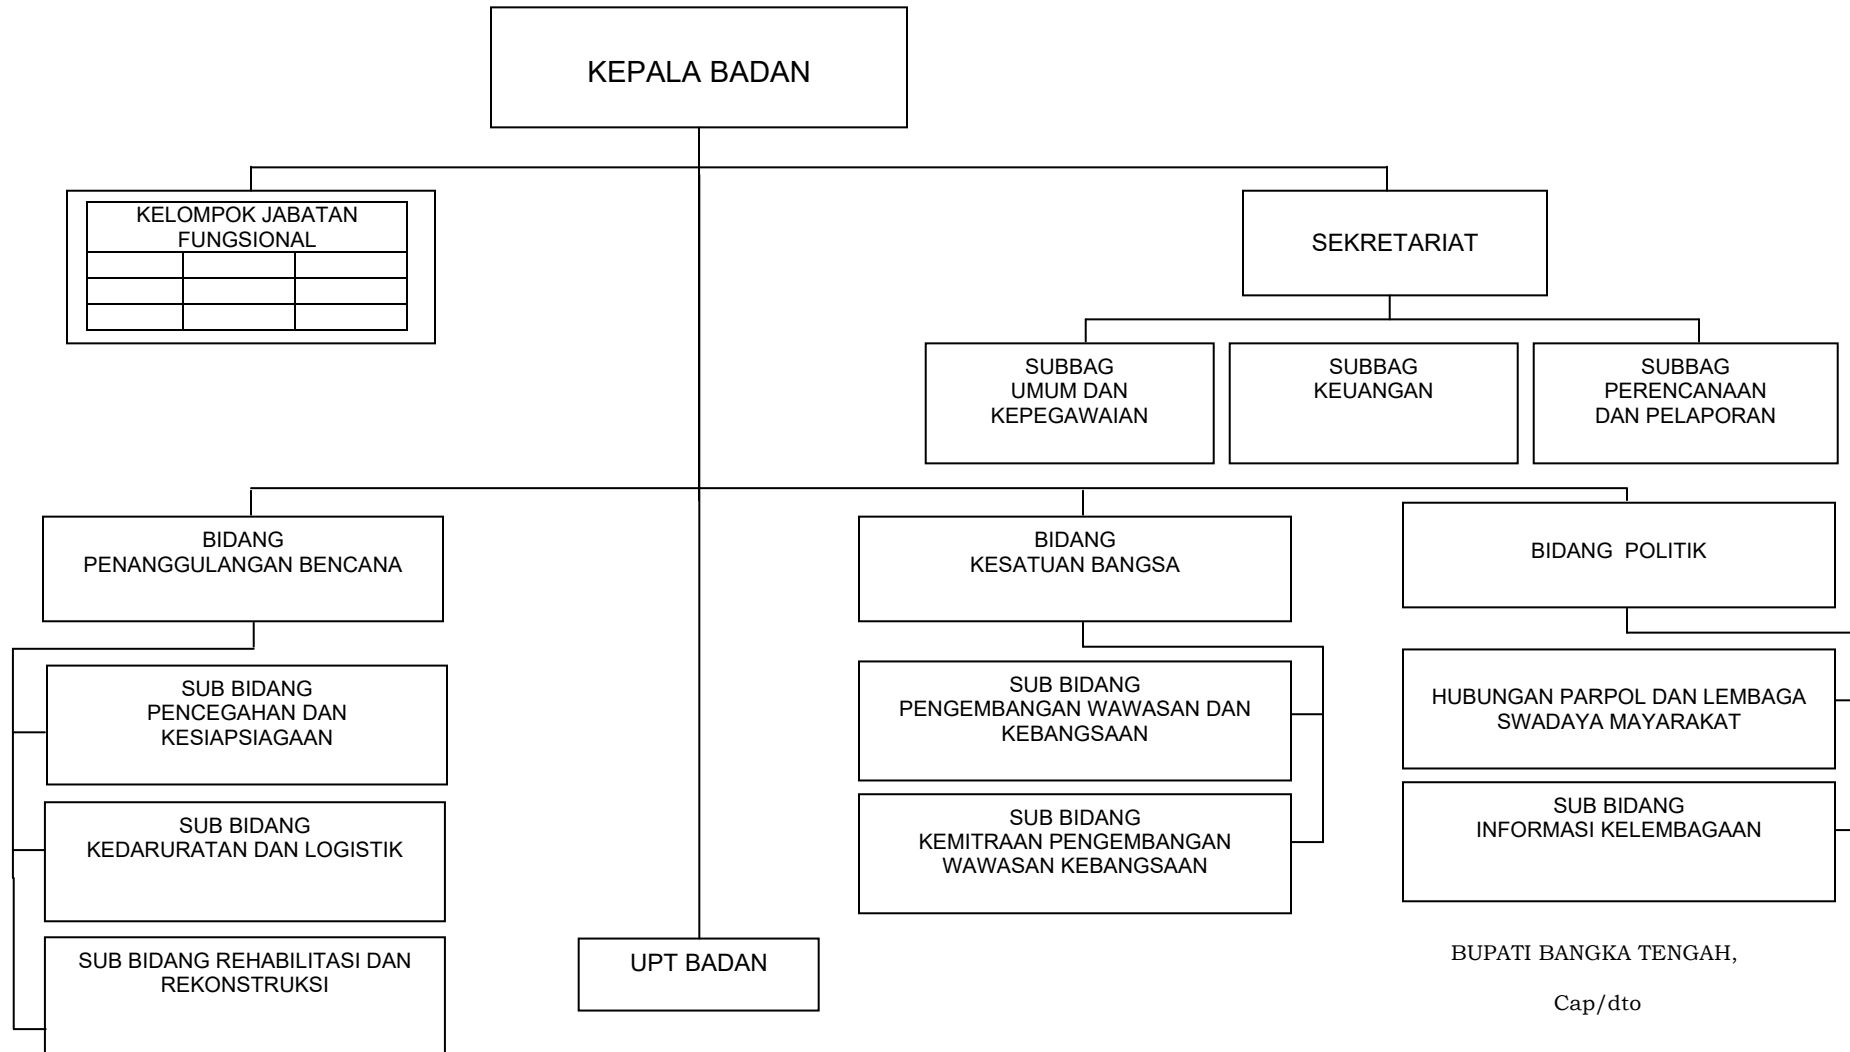 KEPALA BADAN
KELOMPOK JABATAN
FUNGSIONAL
SEKRETARIAT
SUBBAG
UMUM DAN
KEPEGAWAIAN
SUBBAG
KEUANGAN
SUBBAG
PERENCANAAN
DAN PELAPORAN
BIDANG
PENANGGULANGAN BENCANA
BIDANG
KESATUAN BANGSA
BIDANG POLITIK
SUB BIDANG
PENCEGAHAN DAN
KESIAPSIAGAAN
SUB BIDANG
PENGEMBANGAN WAWASAN DAN
KEBANGSAAN
HUBUNGAN PARPOL DAN LEMBAGA
SWADAYA MAYARAKAT
SUB BIDANG
KEDARURATAN DAN LOGISTIK
SUB BIDANG
KEMITRAAN PENGEMBANGAN
WAWASAN KEBANGSAAN
SUB BIDANG
INFORMASI KELEMBAGAAN
SUB BIDANG REHABILITASI DAN
REKONSTRUKSI
UPT BADAN
BUPATI BANGKA TENGAH,
Cap/dto